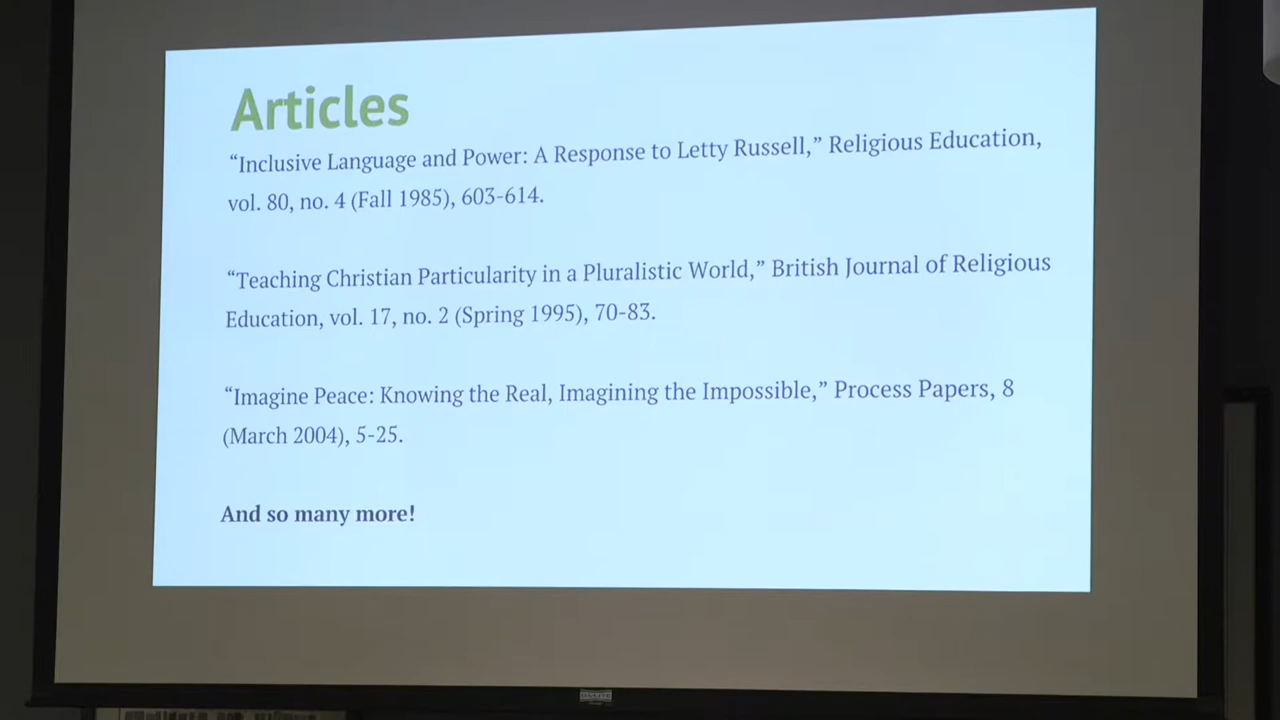 Articles
“Inclusive Language and Power: A Response to Letty Russell,” Religious Education,
vol. 80, no. 4 (Fall 1985), 603-614.
“Teaching Christian Particularity in a Pluralistic World,” British Journal of Religious
Education, vol. 17, no. 2 (Spring 1995), 70-83.
“Imagine Peace: Knowing the Real, Imagining the Impossible,” Process Papers, 8
(March 2004), 5-25.
And so many more!